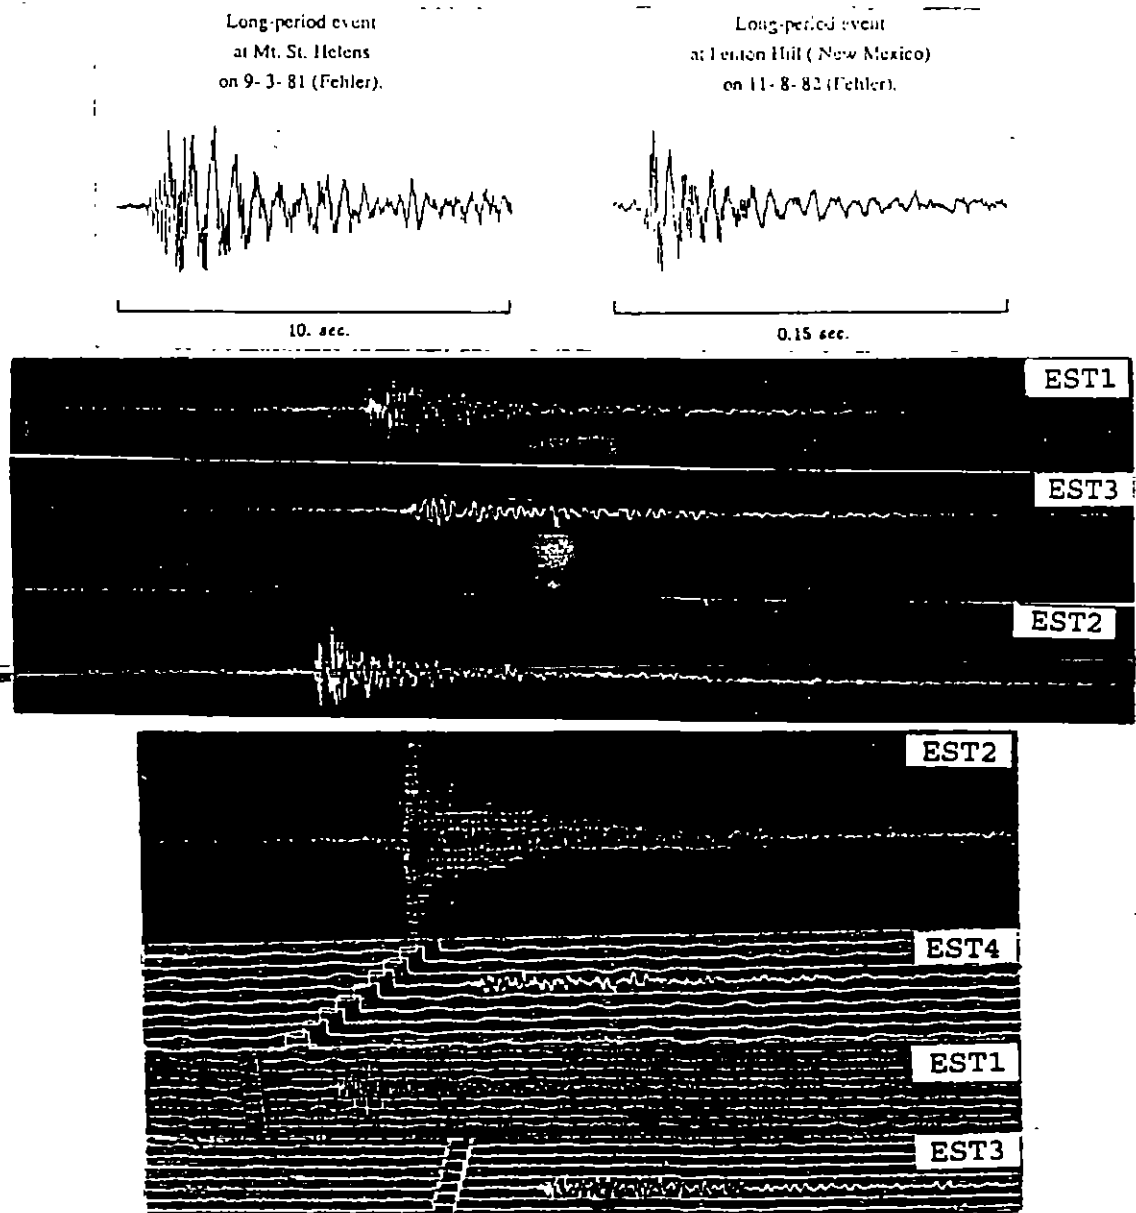 Long-period event
at Mt. St. Helens
on 9- 3- 81 (Fehler).
Long-period event
at Fenton Hill ( New Mexico)
on 11- 8- 82 (Fehler).
10. sec.
0.15 sec.
EST1
EST3
EST2
EST2
EST4
EST1
EST3